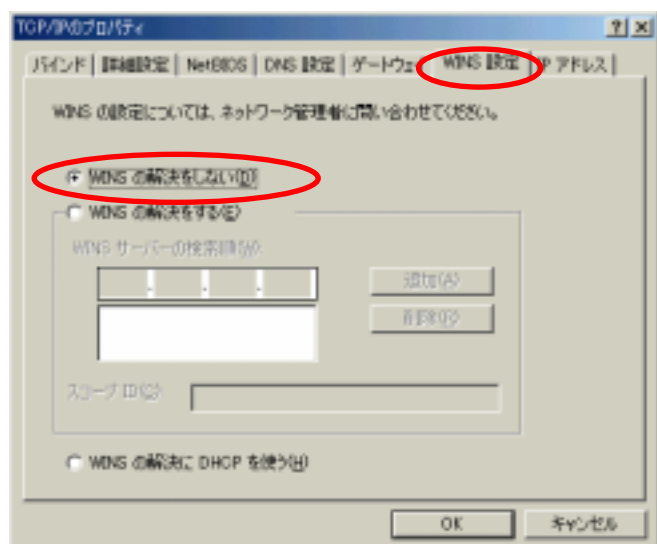 TCP/IPのプロパティ
バインド 詳細設定 NetBIOS DNS 設定 ゲートウェ WINS 設定 IP アドレス
WINS の設定については、ネットワーク管理者に問い合わせてください。
WINS の解決をしない(D)
WINS の解決をする(E)
WINS サーバーの検索順(W):
追加(A)
削除(R)
スコープ ID(C):
WINS の解決に DHCP を使う(H)
OK キャンセル